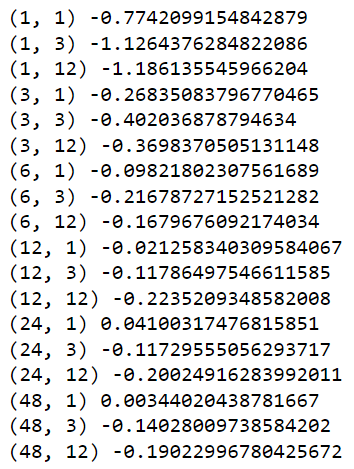 (1, 1) -0.7742099154842879
(1, 3) -1.1264376284822086
(1, 12) -1.186135545966204
(3, 1) -0.26835083796770465
(3, 3) -0.402036878794634
(3, 12) -0.3698370505131148
(6, 1) -0.09821802307561689
(6, 3) -0.21678727152521282
(6, 12) -0.1679676092174034
(12, 1) -0.021258340309584067
(12, 3) -0.11786497546611585
(12, 12) -0.2235209348582008
(24, 1) 0.04100317476815851
(24, 3) -0.11729555056293717
(24, 12) -0.20024916283992011
(48, 1) 0.00344020438781667
(48, 3) -0.14028009738584202
(48, 12) -0.19022996780425672